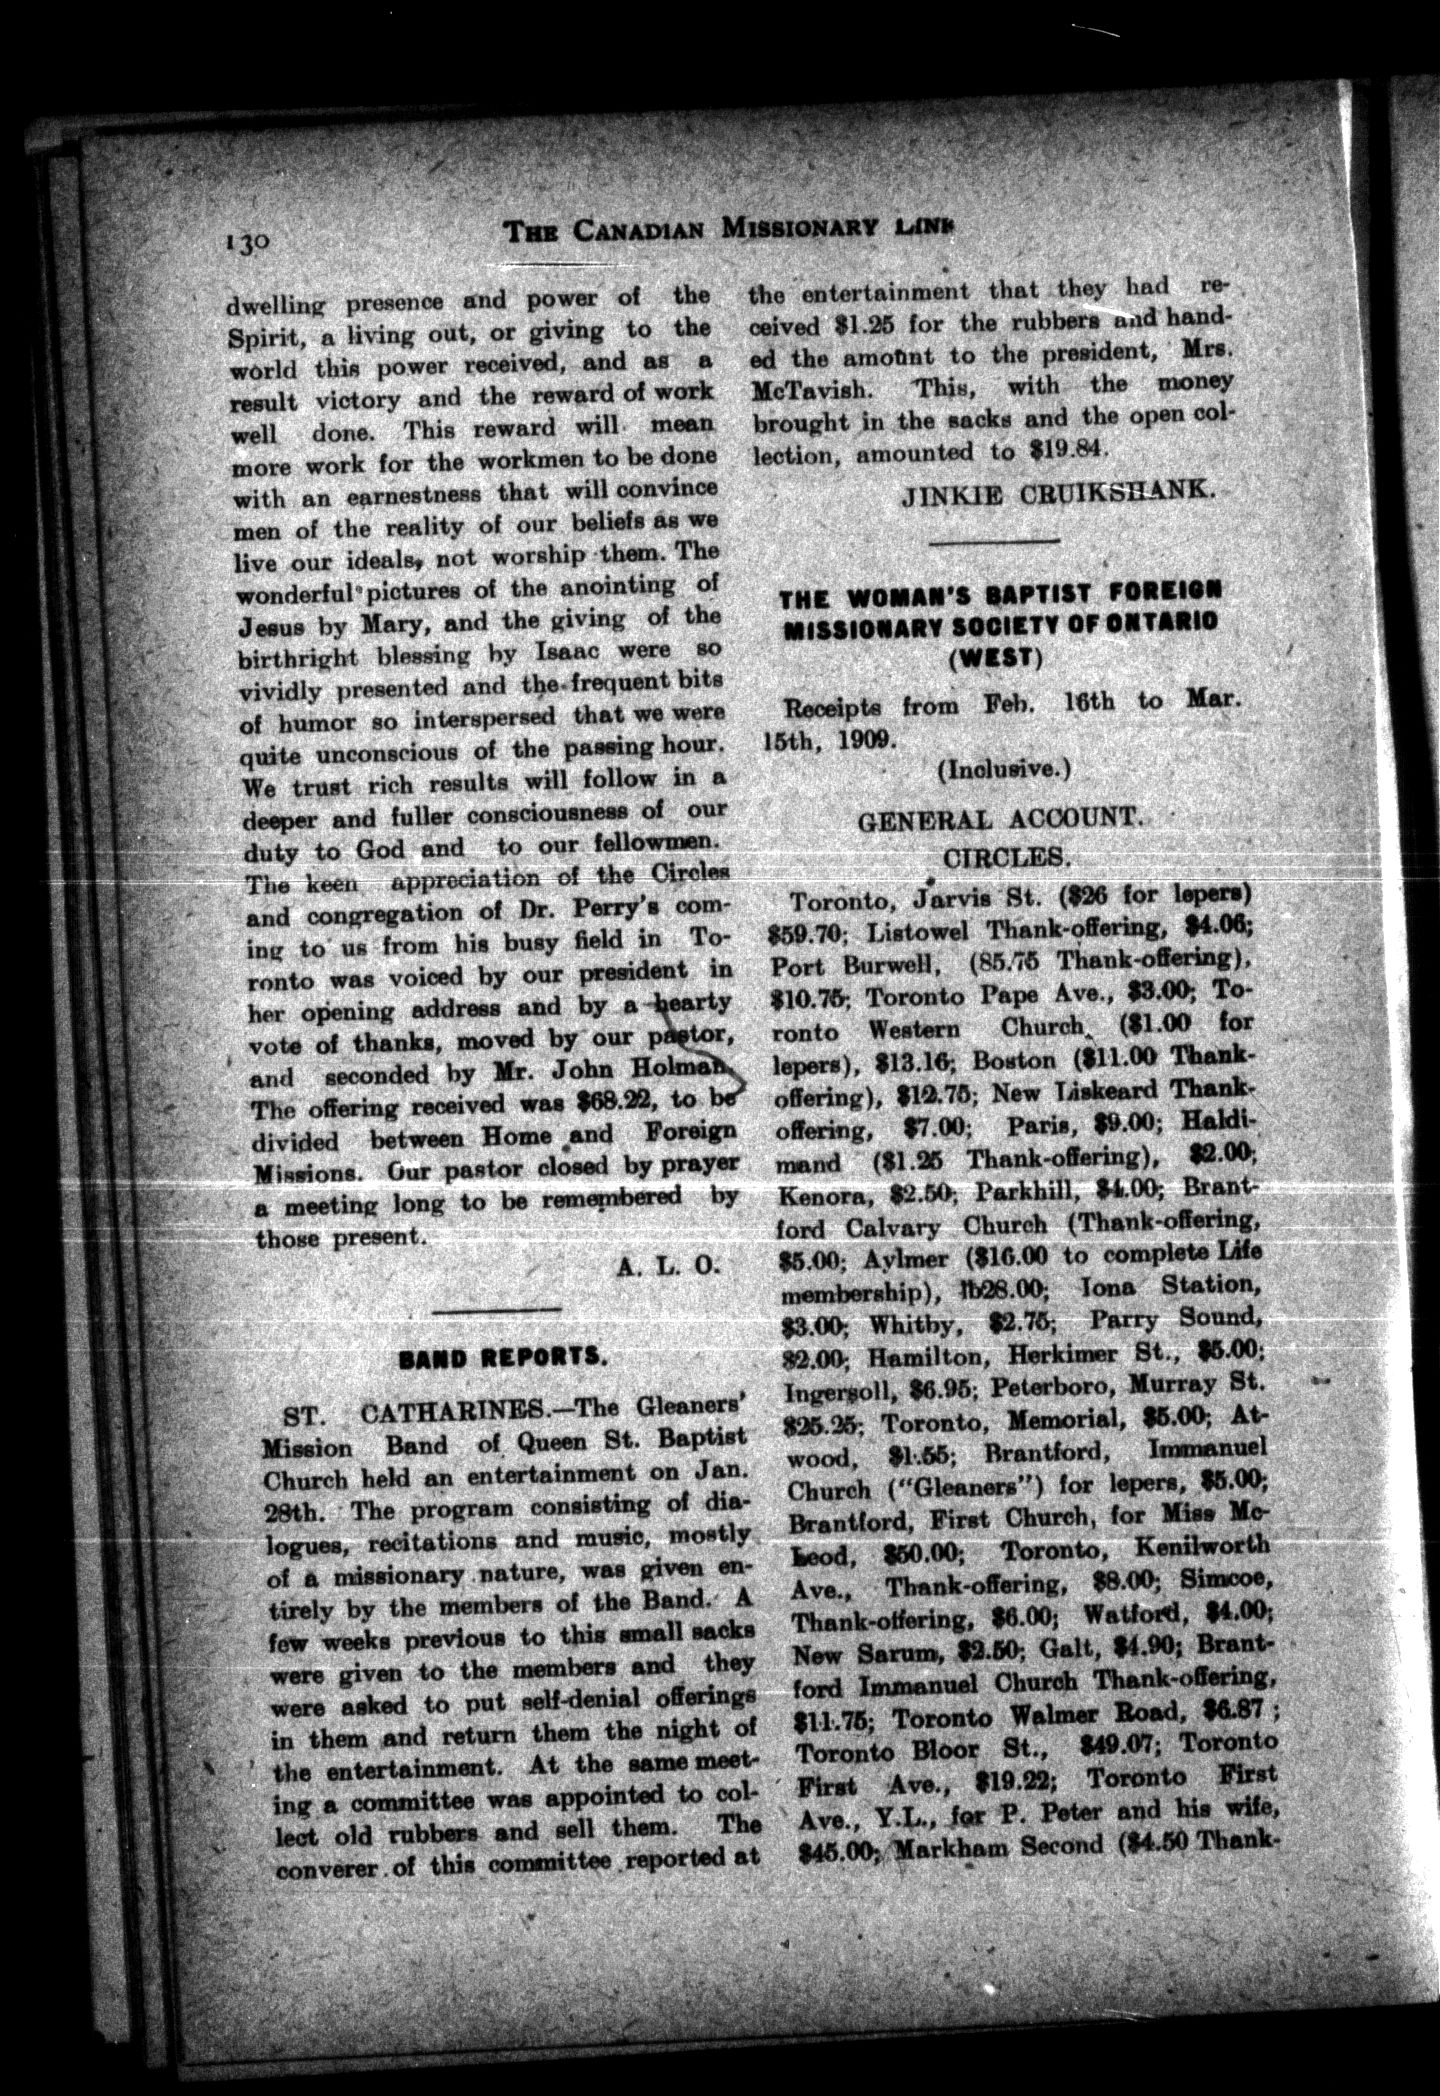 130
THE CANADIAN MISSIONARY LINK
dwelling presence and power of the
Spirit, a living out, or giving to the
world this power received, and as a
result victory and the reward of work
well done. This reward will mean
more work for the workmen to be done
with an earnestness that will convince
men of the reality of our beliefs as we
live our ideals, not worship them. The
wonderful pictures of the anointing of
Jesus by Mary, and the giving of the
birthright blessing by Isaac were so
vividly presented and the frequent bits
of humor so interspersed that we were
quite unconscious of the passing hour.
We trust rich results will follow in a
deeper and fuller consciousness of our
duty to God and to our fellowmen.
The keen appreciation of the Circles
and congregation of Dr. Perry's com-
ing to us from his busy field in To-
ronto was voiced by our president in
her opening address and by a hearty
vote of thanks, moved by our pastor,
and seconded by Mr. John Holman.
The offering received was $68.22, to be
divided between Home and Foreign
Missions. Our pastor closed by prayer
a meeting long to be remembered by
those present.
A. L. O.
BAND REPORTS.
ST. CATHARINES.—The Gleaners'
Mission Band of Queen St. Baptist
Church held an entertainment on Jan.
28th. The program consisting of dia-
logues, recitations and music, mostly
of a missionary nature, was given en-
tirely by the members of the Band. A
few weeks previous to this small sacks
were given to the members and they
were asked to put self-denial offerings
in them and return them the night of
the entertainment. At the same meet-
ing a committee was appointed to col-
lect old rubbers and sell them. The
converer of this committee reported at
the entertainment that they had re-
ceived $1.25 for the rubbers and hand-
ed the amount to the president, Mrs.
McTavish. This, with the money
brought in the sacks and the open col-
lection, amounted to $19.84.
JINKIE CRUIKSHANK.
THE WOMAN'S BAPTIST FOREIGN
MISSIONARY SOCIETY OF ONTARIO
(WEST)
Receipts from Feb. 16th to Mar.
15th, 1909.
(Inclusive.)
GENERAL ACCOUNT.
CIRCLES.
Toronto, Jarvis St. ($26 for lepers)
$59.70; Listowel Thank-offering, $4.06;
Port Burwell, (85.75 Thank-offering),
$10.75; Toronto Pape Ave., $3.00; To-
ronto Western Church, ($1.00 for
lepers), $13.16; Boston ($11.00 Thank-
offering), $12.75; New Liskeard Thank-
offering, $7.00; Paris, $9.00; Haldi-
mand ($1.25 Thank-offering), $2.00;
Kenora, $2.50; Parkhill, $4.00; Brant-
ford Calvary Church (Thank-offering,
$5.00; Aylmer ($16.00 to complete Life
membership), lb28.00; Iona Station,
$3.00; Whitby, $2.75; Parry Sound,
$2.00; Hamilton, Herkimer St., $5.00;
Ingersoll, $6.95; Peterboro, Murray St.
$25.25; Toronto, Memorial, $5.00; At-
wood, $1.55; Brantford, Immanuel
Church ("Gleaners") for lepers, $5.00;
Brantford, First Church, for Miss Mc-
Leod, $50.00; Toronto, Kenilworth
Ave., Thank-offering, $8.00; Simcoe,
Thank-offering, $6.00; Watford, $4.00;
New Sarum, $2.50; Galt, $4.90; Brant-
ford Immanuel Church Thank-offering,
$11.75; Toronto Walmer Road, $6.87;
Toronto Bloor St., $49.07; Toronto
First Ave., $19.22; Toronto First
Ave., Y.L., for P. Peter and his wife,
$45.00; Markham Second ($4.50 Thank-